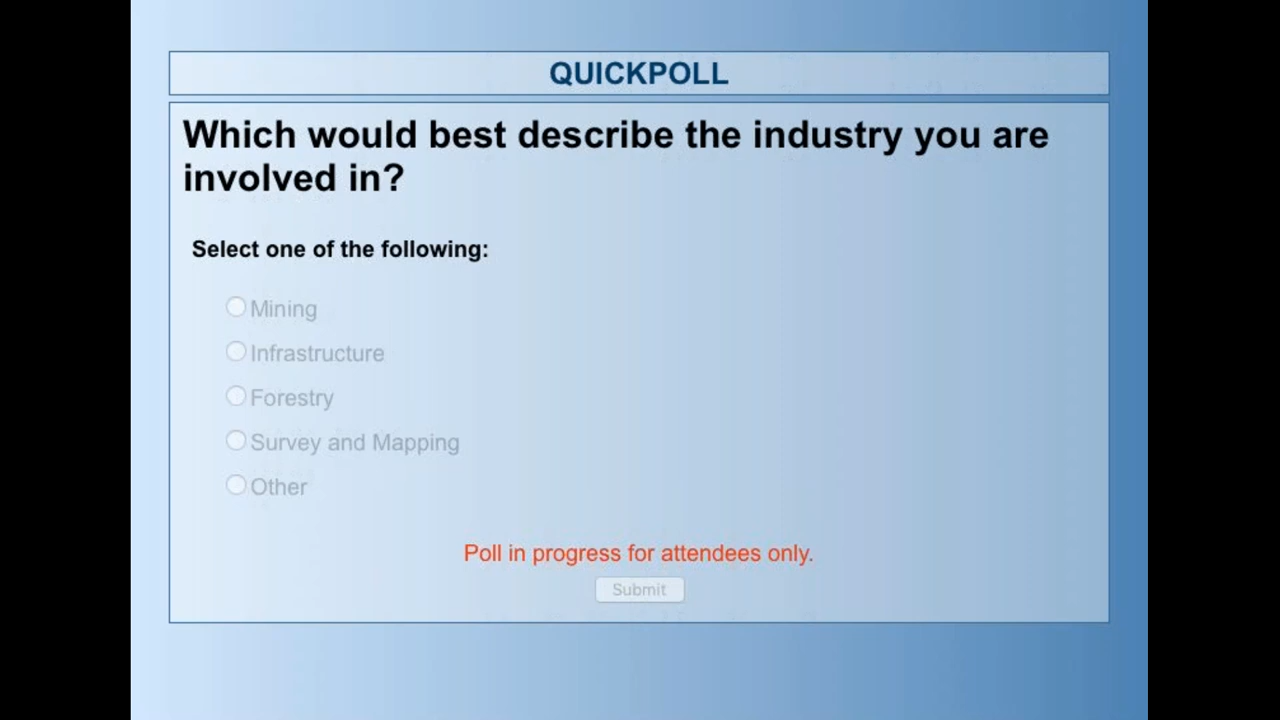 QUICKPOLL
Which would best describe the industry you are
involved in?
Select one of the following:
Mining
Infrastructure
Forestry
Survey and Mapping
Other
Poll in progress for attendees only.
Submit